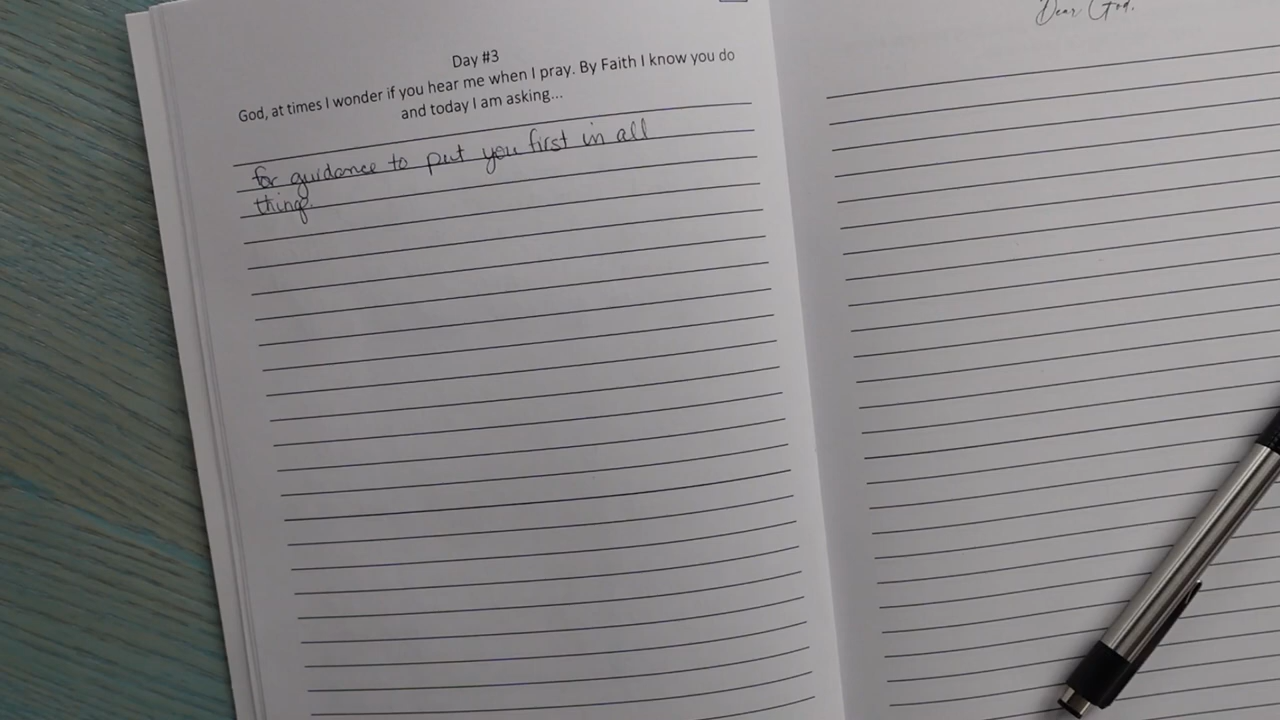 Day #3
God, at times I wonder if you hear me when I pray. By Faith I know you do
and today I am asking...
for guidance to put you first in all
things.
Dear God,